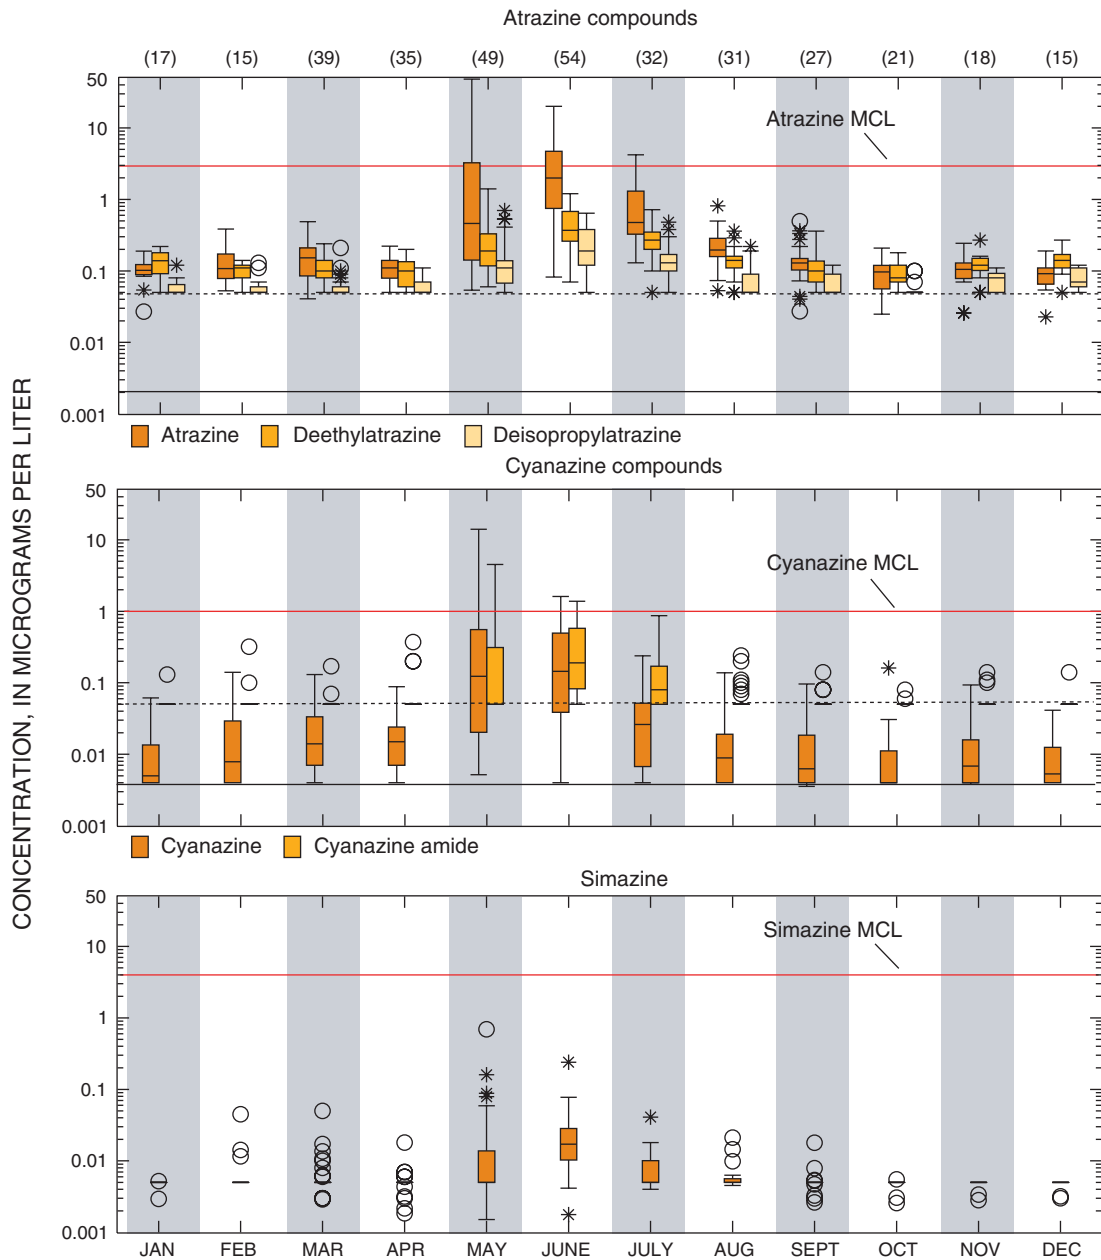 Atrazine compounds
(17) (15) (39) (35) (49) (54) (32) (31) (27) (21) (18) (15)
50
10
1
0.1
0.01
0.001
Atrazine MCL
Atrazine Deethylatrazine Deisopropylatrazine
CONCENTRATION, IN MICROGRAMS PER LITER
Cyanazine compounds
50
10
1
0.1
0.01
0.001
Cyanazine MCL
Cyanazine Cyanazine amide
Simazine
50
10
1
0.1
0.01
0.001
Simazine MCL
JAN FEB MAR APR MAY JUNE JULY AUG SEPT OCT NOV DEC